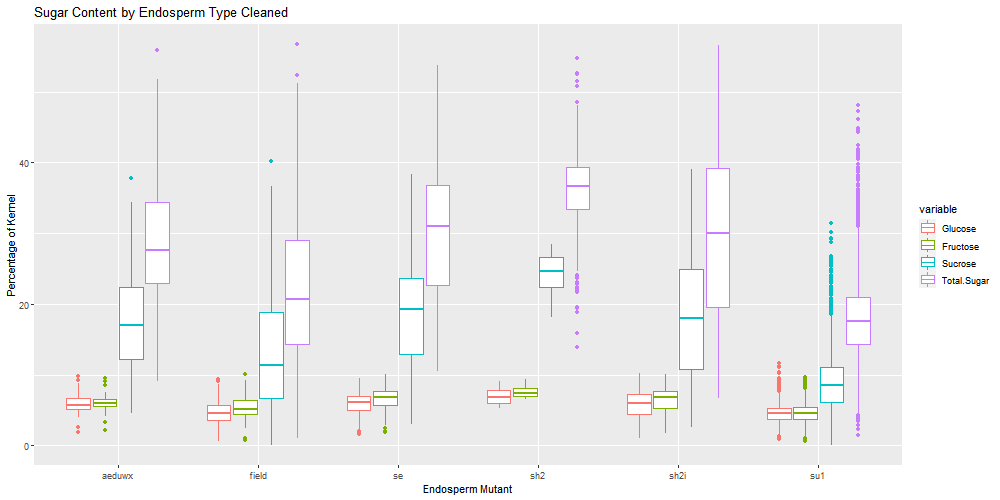 Sugar Content by Endosperm Type Cleaned
Percentage of Kernel
40
20
0
aeduwx
field
se
sh2
sh2i
su1
Endosperm Mutant
variable
Glucose
Fructose
Sucrose
Total.Sugar